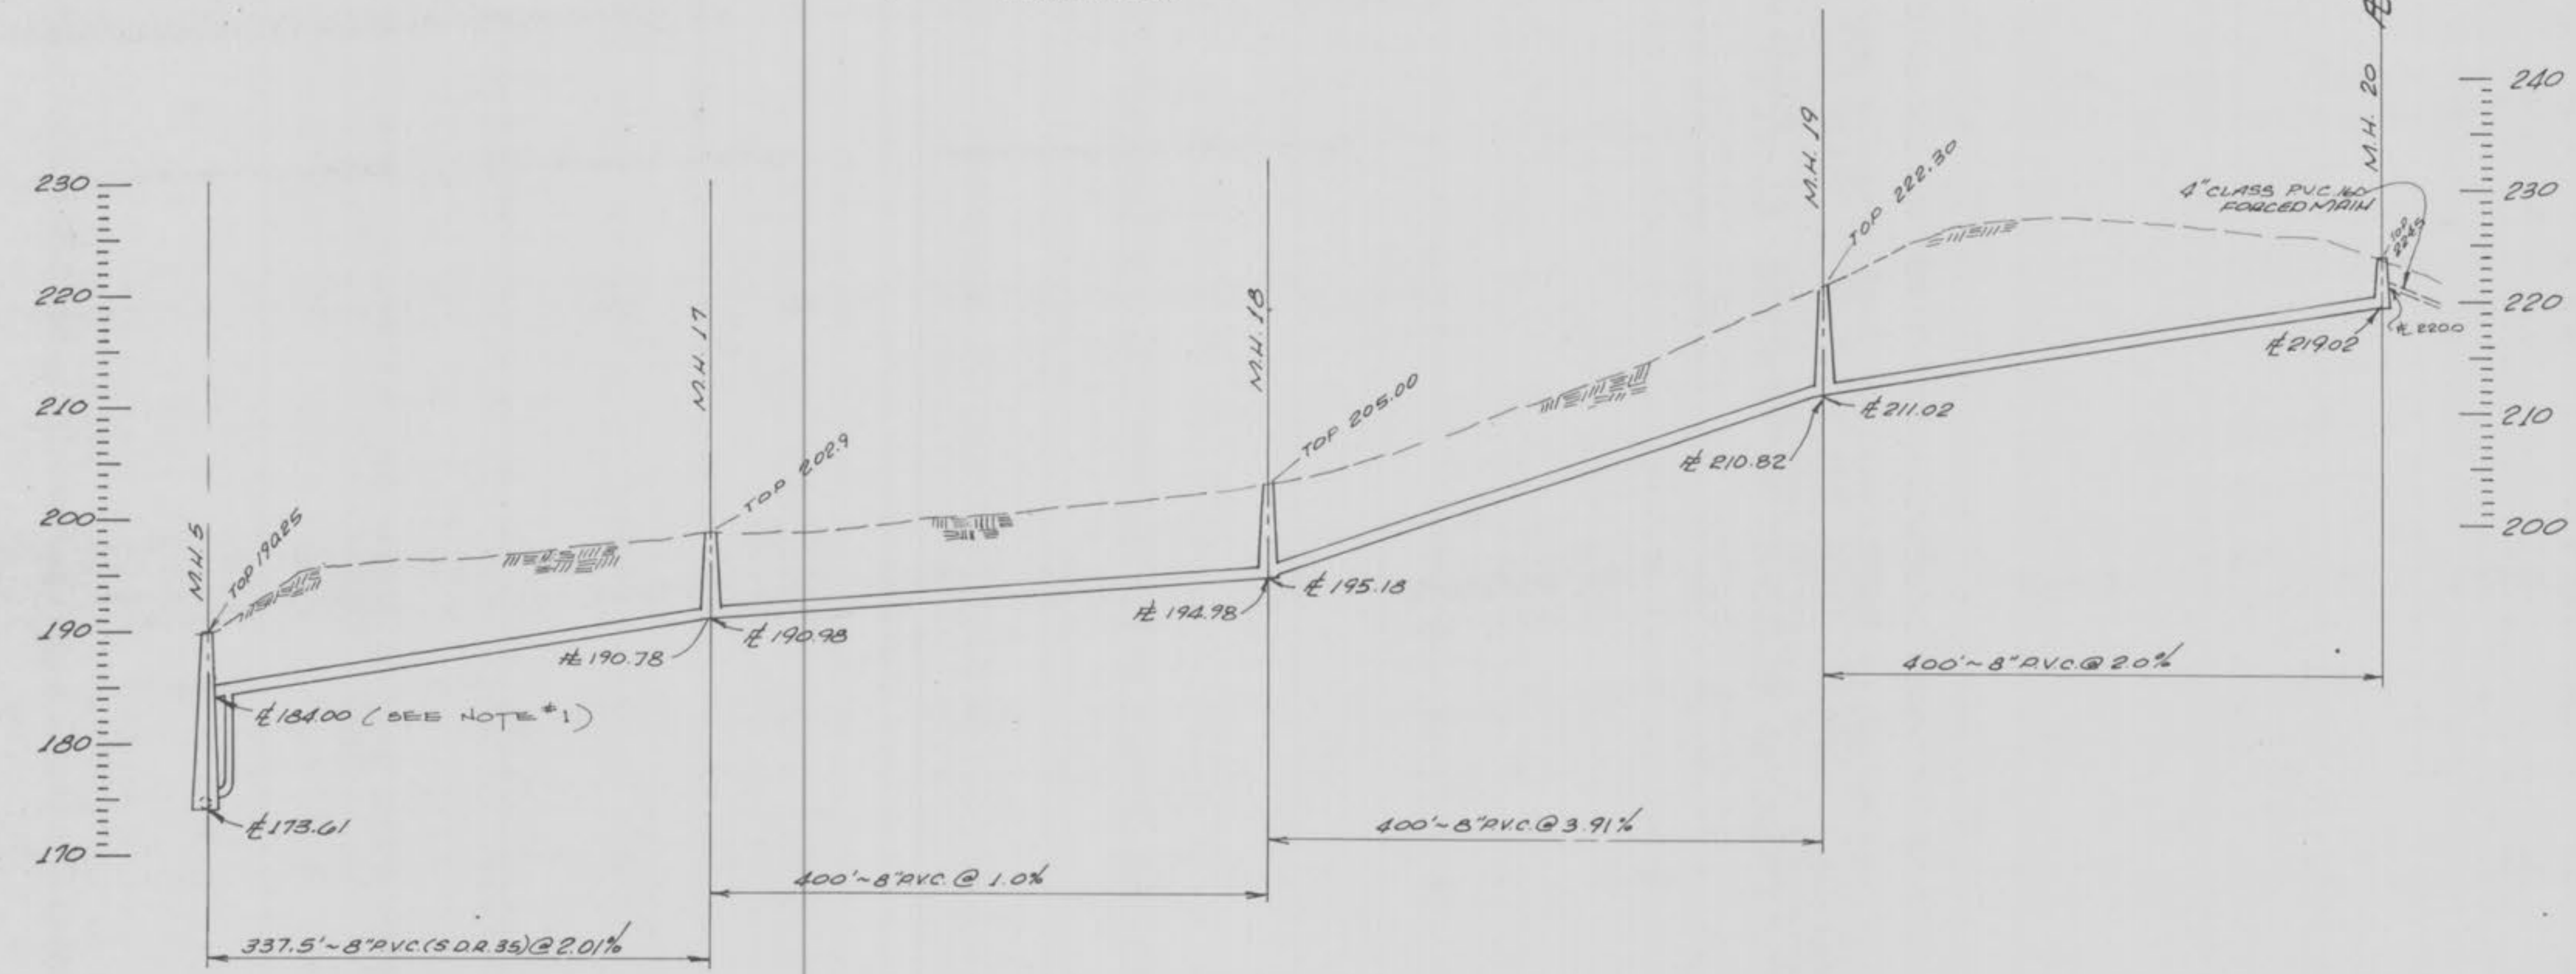 240
230
220
210
200
230
220
210
200
190
180
170
M.H. 5
TOP 190.25
184.00 (SEE NOTE #1)
173.61
337.5'~8"P.V.C.(S.D.R.35)@2.01%
M.H. 17
TOP 202.9
190.78
190.98
400'~8"P.V.C. @ 1.0%
M.H. 18
TOP 205.00
194.98
195.18
400'~8"P.V.C.@3.91%
M.H. 19
TOP 222.30
210.82
211.02
400'~8"P.V.C.@2.0%
M.H. 20
4" CLASS P.V.C. 160
FORCED MAIN
TOP
219.02
220.0